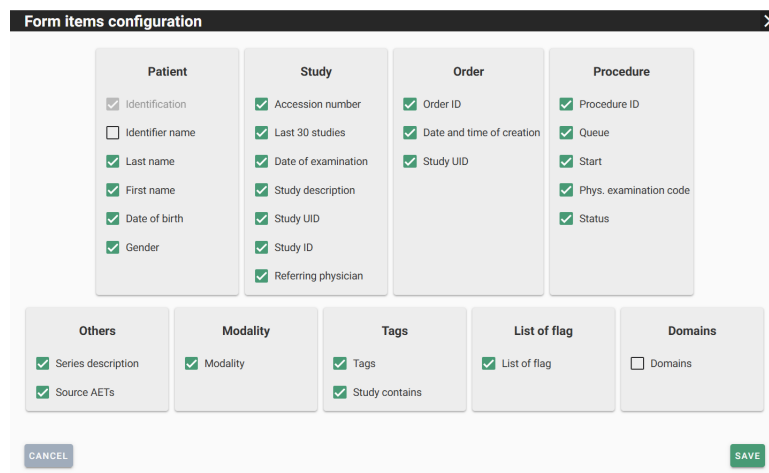 Form items configuration
Patient
Identification
Identifier name
Last name
First name
Date of birth
Gender
Study
Accession number
Last 30 studies
Date of examination
Study description
Study UID
Study ID
Referring physician
Order
Order ID
Date and time of creation
Study UID
Procedure
Procedure ID
Queue
Start
Phys. examination code
Status
Others
Series description
Source AETs
Modality
Modality
Tags
Tags
Study contains
List of flag
List of flag
Domains
Domains
CANCEL
SAVE